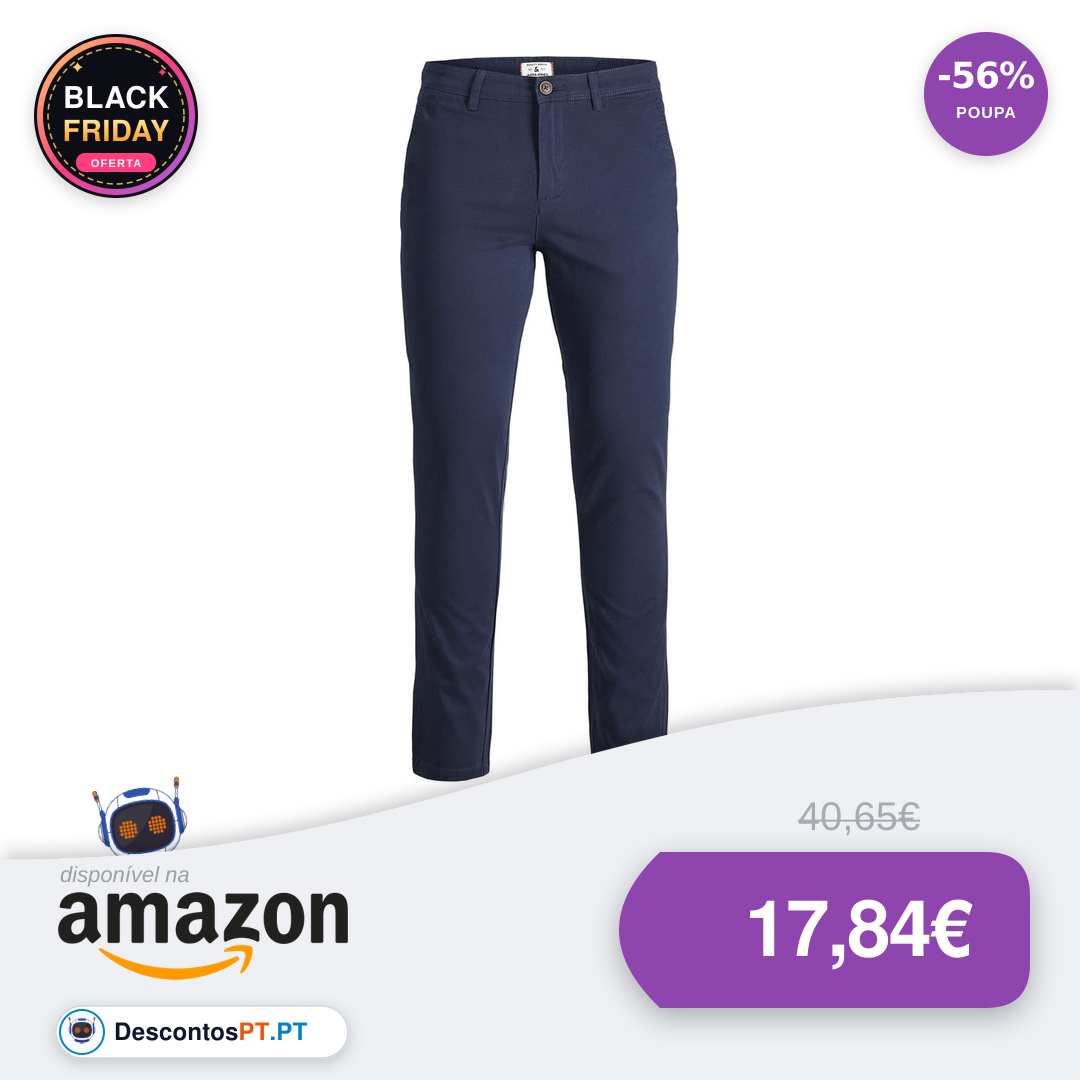 BLACK
FRIDAY
OFERTA
-56%
POUPA
&
40,65€
17,84€
disponível na
amazon
DescontosPT.PT